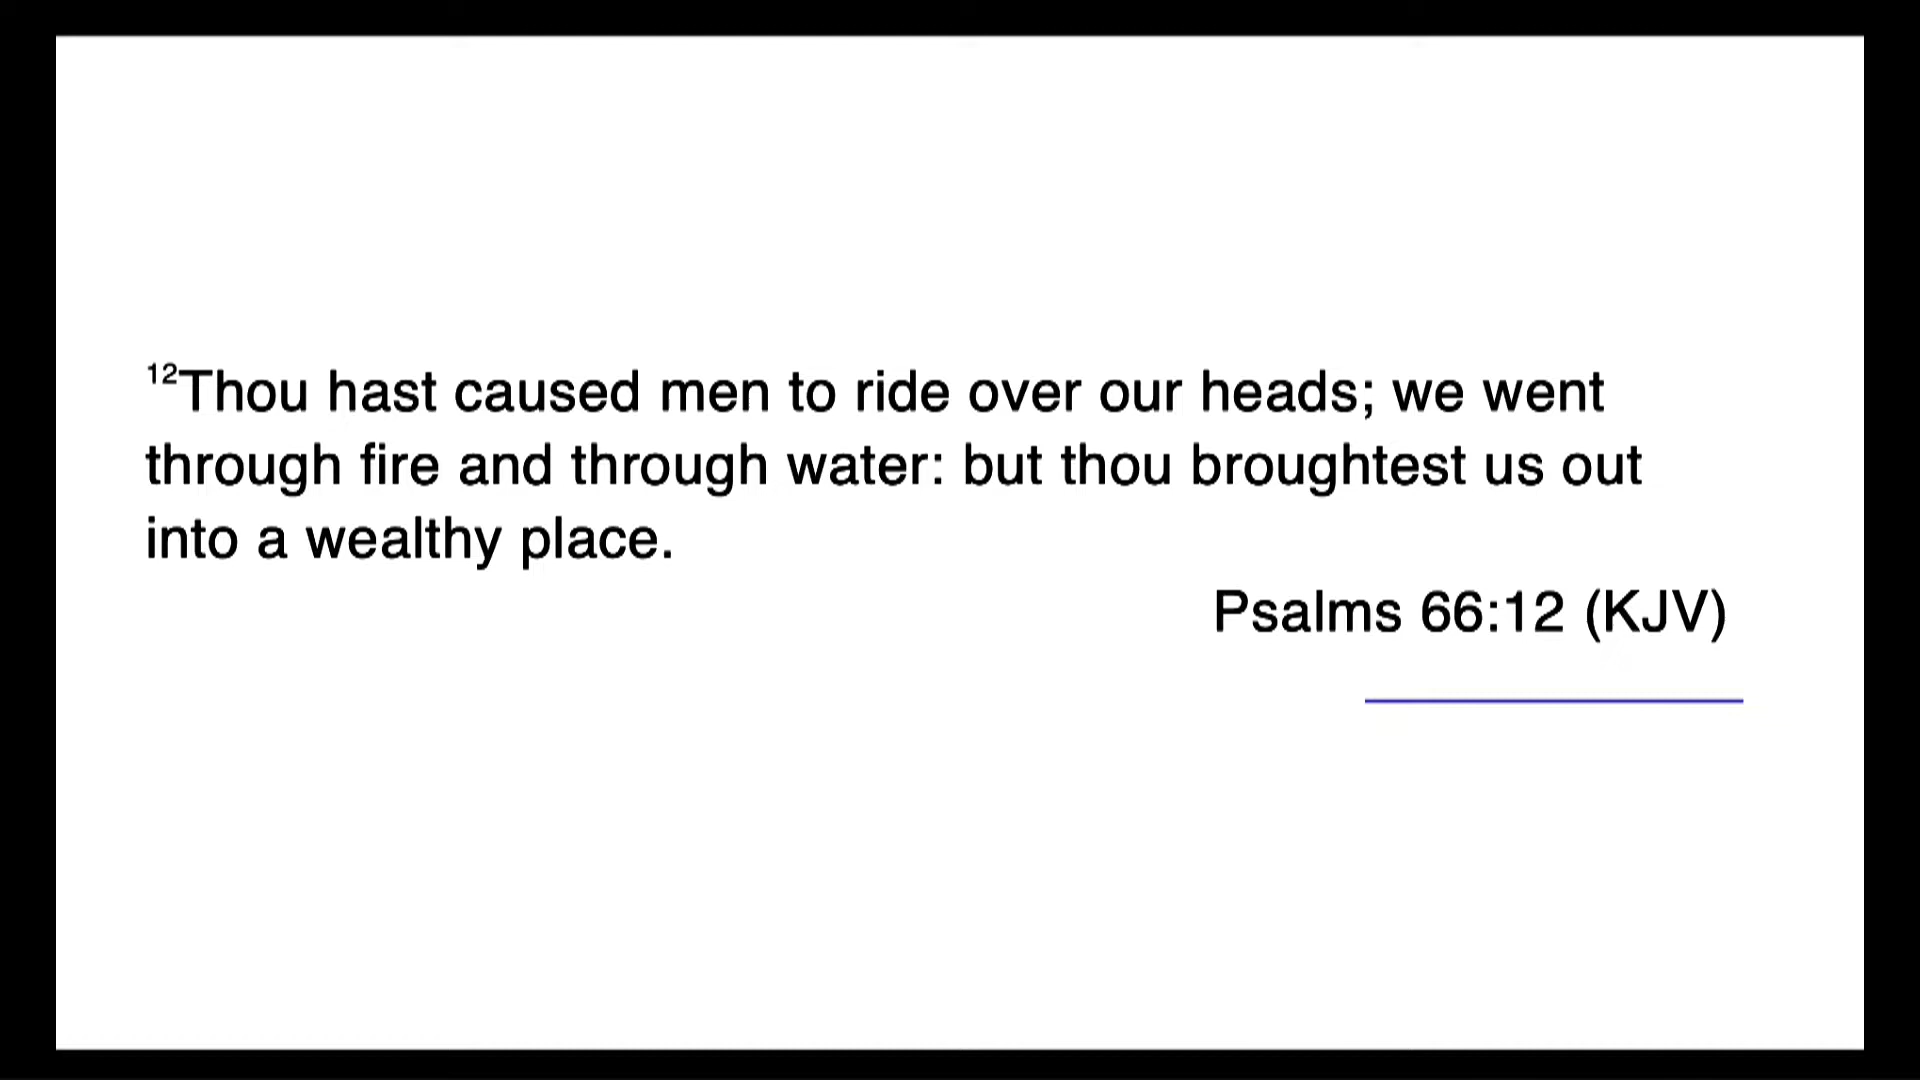 12Thou hast caused men to ride over our heads; we went
through fire and through water: but thou broughtest us out
into a wealthy place.
Psalms 66:12 (KJV)